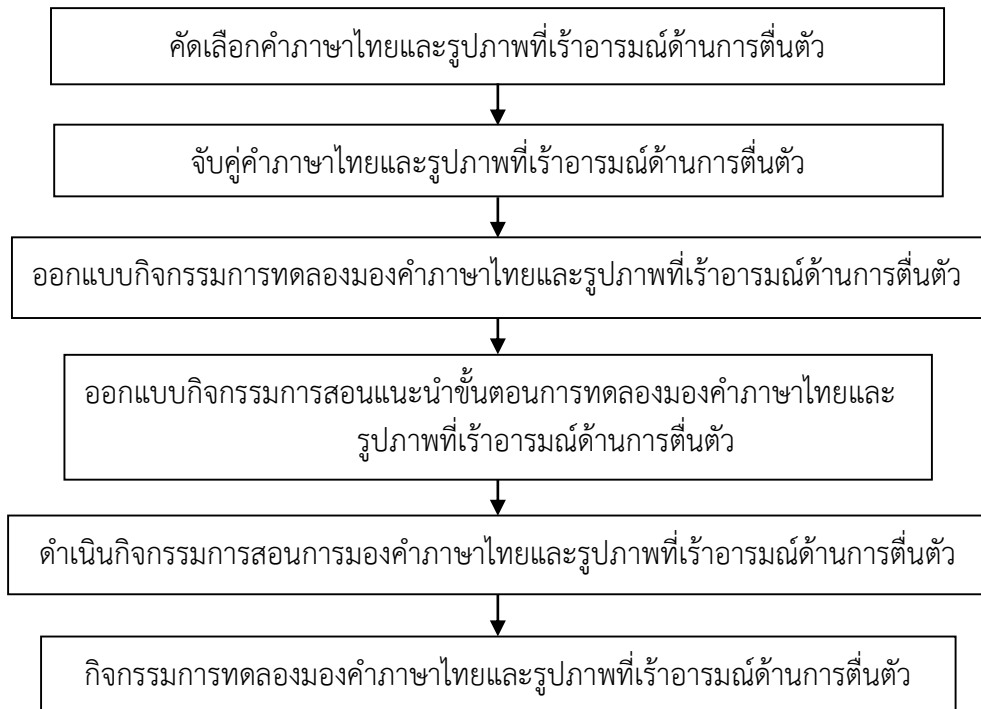 คัดเลือกคำภาษาไทยและรูปภาพที่เร้าอารมณ์ด้านการตื่นตัว
จับคู่คำภาษาไทยและรูปภาพที่เร้าอารมณ์ด้านการตื่นตัว
ออกแบบกิจกรรมการทดลองมองคำภาษาไทยและรูปภาพที่เร้าอารมณ์ด้านการตื่นตัว
ออกแบบกิจกรรมการสอนแนะนำขั้นตอนการทดลองมองคำภาษาไทยและ
รูปภาพที่เร้าอารมณ์ด้านการตื่นตัว
ดำเนินกิจกรรมการสอนการมองคำภาษาไทยและรูปภาพที่เร้าอารมณ์ด้านการตื่นตัว
กิจกรรมการทดลองมองคำภาษาไทยและรูปภาพที่เร้าอารมณ์ด้านการตื่นตัว